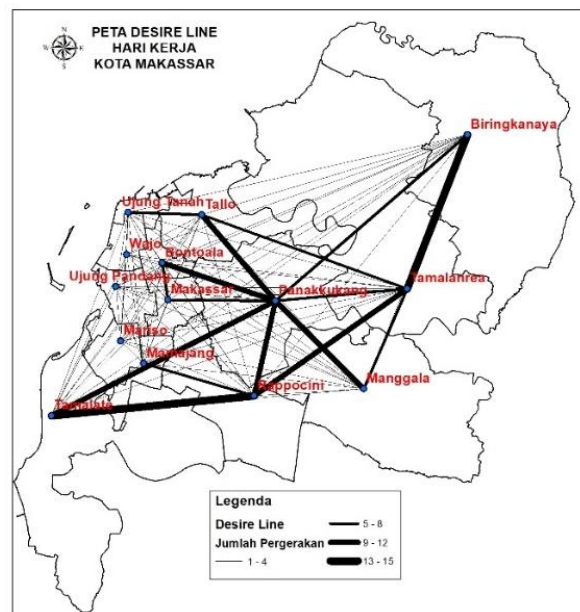 PETA DESIRE LINE
HARI KERJA
KOTA MAKASSAR
N
W
E
S
Biringkanaya
Ujung Tanah
Tallo
Wajo
Bontoala
Ujung Pandang
Makassar
Panakkukang
Tamalanrea
Mariso
Mamajang
Rappocini
Manggala
Tamalate
Legenda
Desire Line
5 - 8
Jumlah Pergerakan
9 - 12
1 - 4
13 - 15